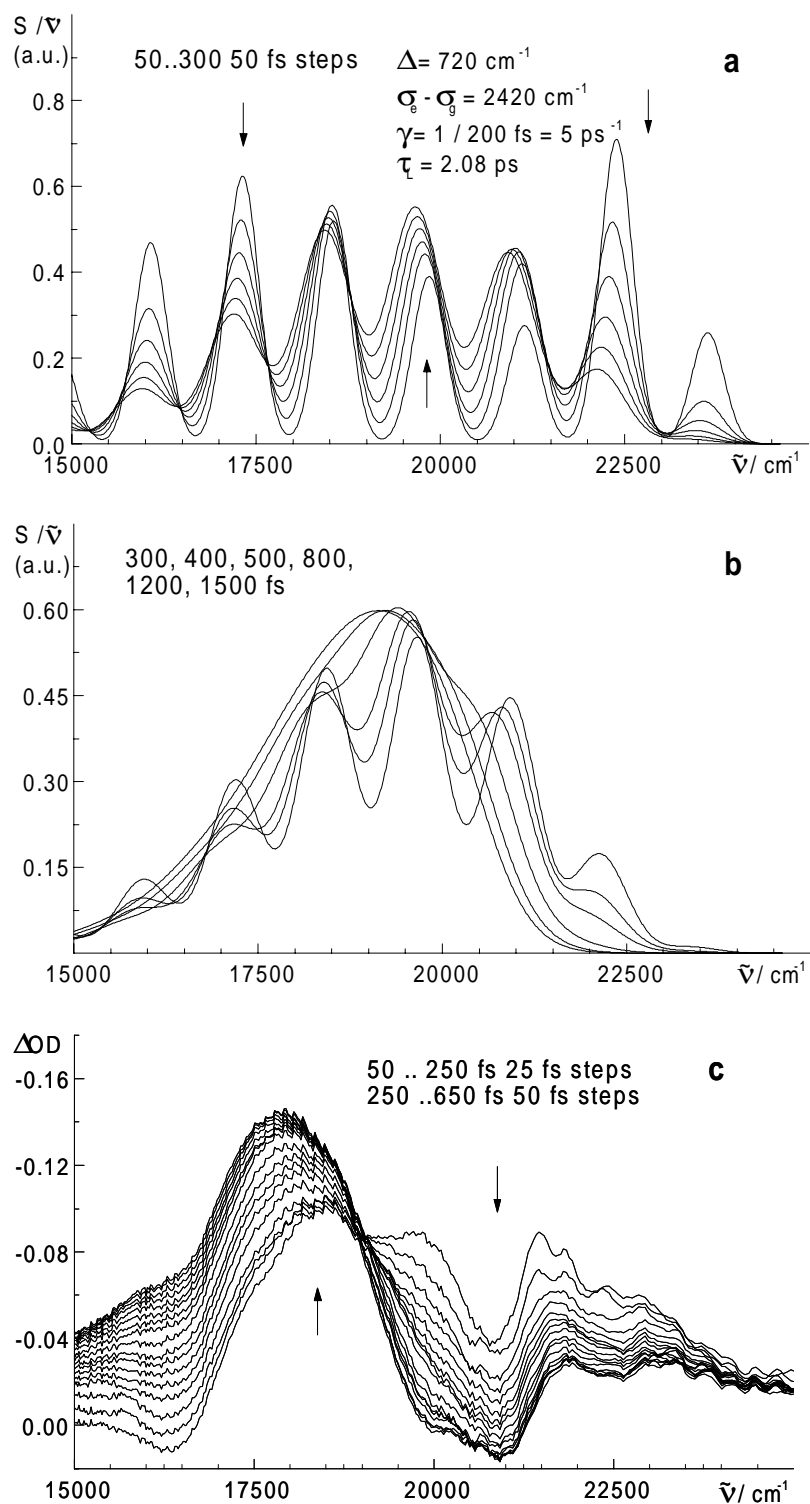 S / ν̃
(a.u.)
50..300 50 fs steps
Δ= 720 cm⁻¹
a
σₑ - σ_g = 2420 cm⁻¹
γ= 1 / 200 fs = 5 ps⁻¹
τ_L = 2.08 ps
0.8
0.6
0.4
0.2
0.0
15000 17500 20000 22500 ν̃ / cm⁻¹
S / ν̃
(a.u.)
300, 400, 500, 800,
1200, 1500 fs
b
0.60
0.45
0.30
0.15
15000 17500 20000 22500 ν̃ / cm⁻¹
ΔOD
50 .. 250 fs 25 fs steps
250 ..650 fs 50 fs steps
c
-0.16
-0.12
-0.08
-0.04
0.00
15000 17500 20000 22500 ν̃ / cm⁻¹